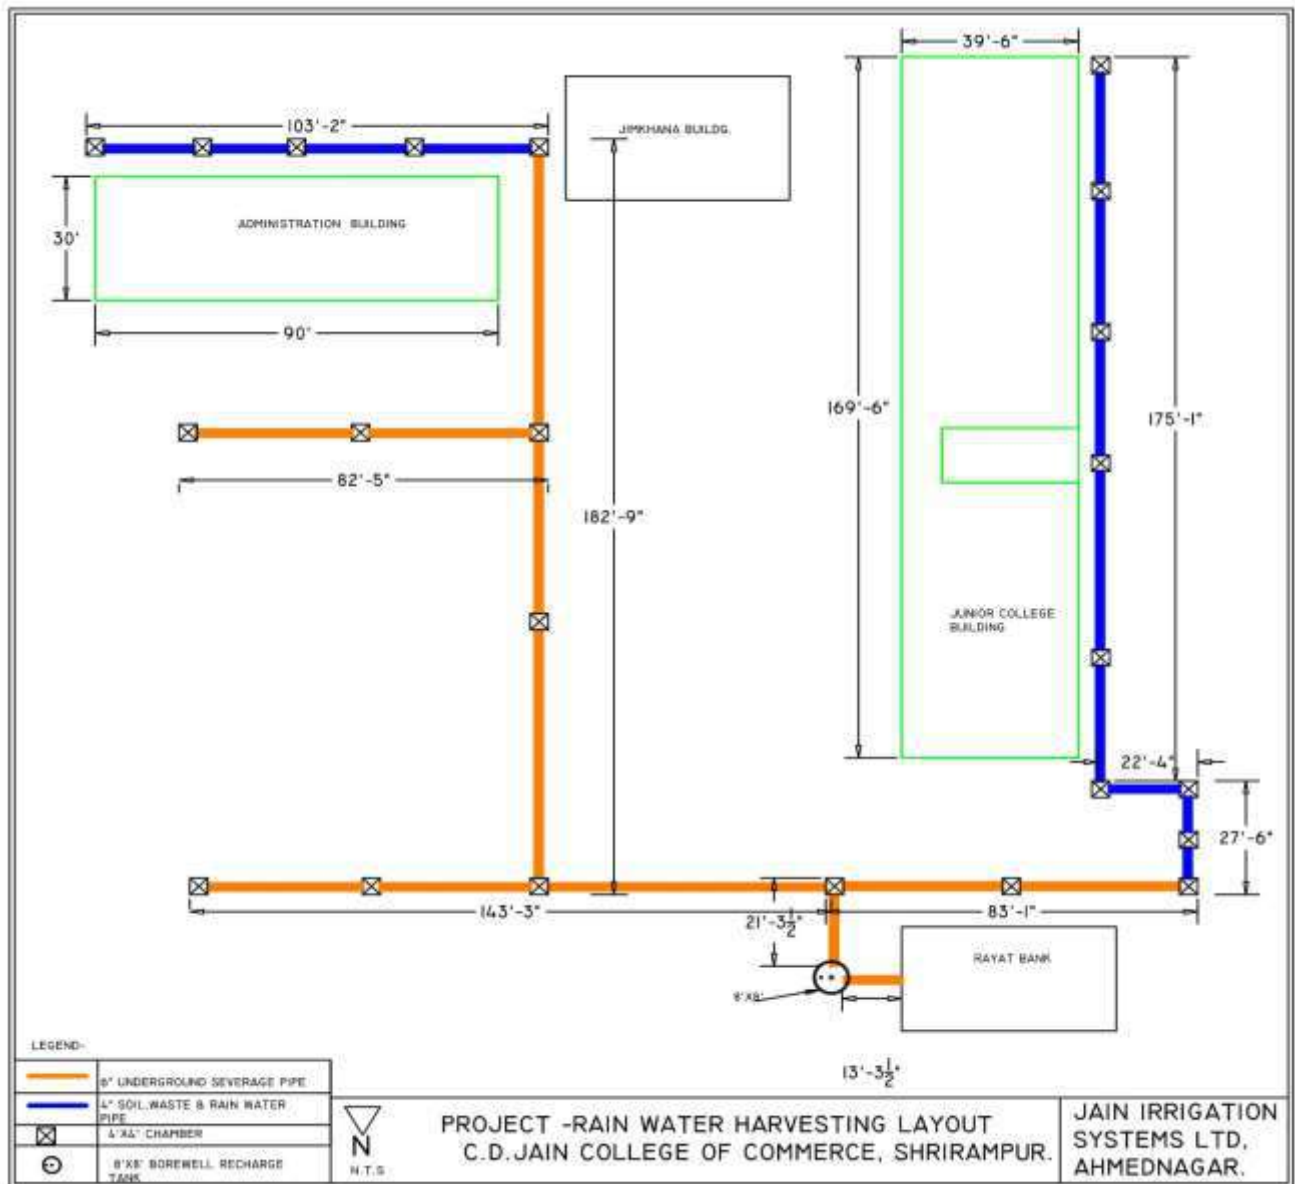 39'-6"
103'-2"
JIMKHANA BUILDG.
ADMINISTRATION BUILDING
30'
90'
169'-6"
175'-1"
82'-5"
182'-9"
JUNIOR COLLEGE
BUILDING
22'-4"
27'-6"
143'-3"
21'-3½"
83'-1"
RAYAT BANK
8'X8'
13'-3½"
LEGEND-
6" UNDERGROUND SEVERAGE PIPE
4" SOIL,WASTE & RAIN WATER
PIPE
4'X4' CHAMBER
8'X8' BOREWELL RECHARGE
TANK
N
N.T.S
PROJECT -RAIN WATER HARVESTING LAYOUT
C.D.JAIN COLLEGE OF COMMERCE, SHRIRAMPUR.
JAIN IRRIGATION
SYSTEMS LTD,
AHMEDNAGAR.